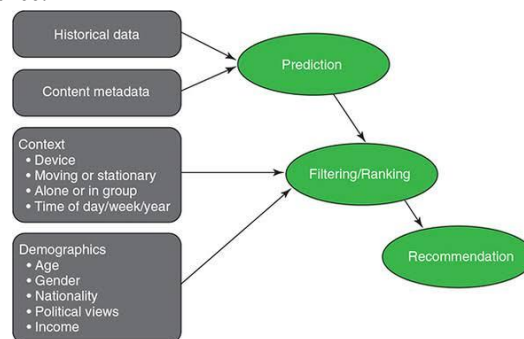 Historical data
Content metadata
Context
• Device
• Moving or stationary
• Alone or in group
• Time of day/week/year
Demographics
• Age
• Gender
• Nationality
• Political views
• Income
Prediction
Filtering/Ranking
Recommendation